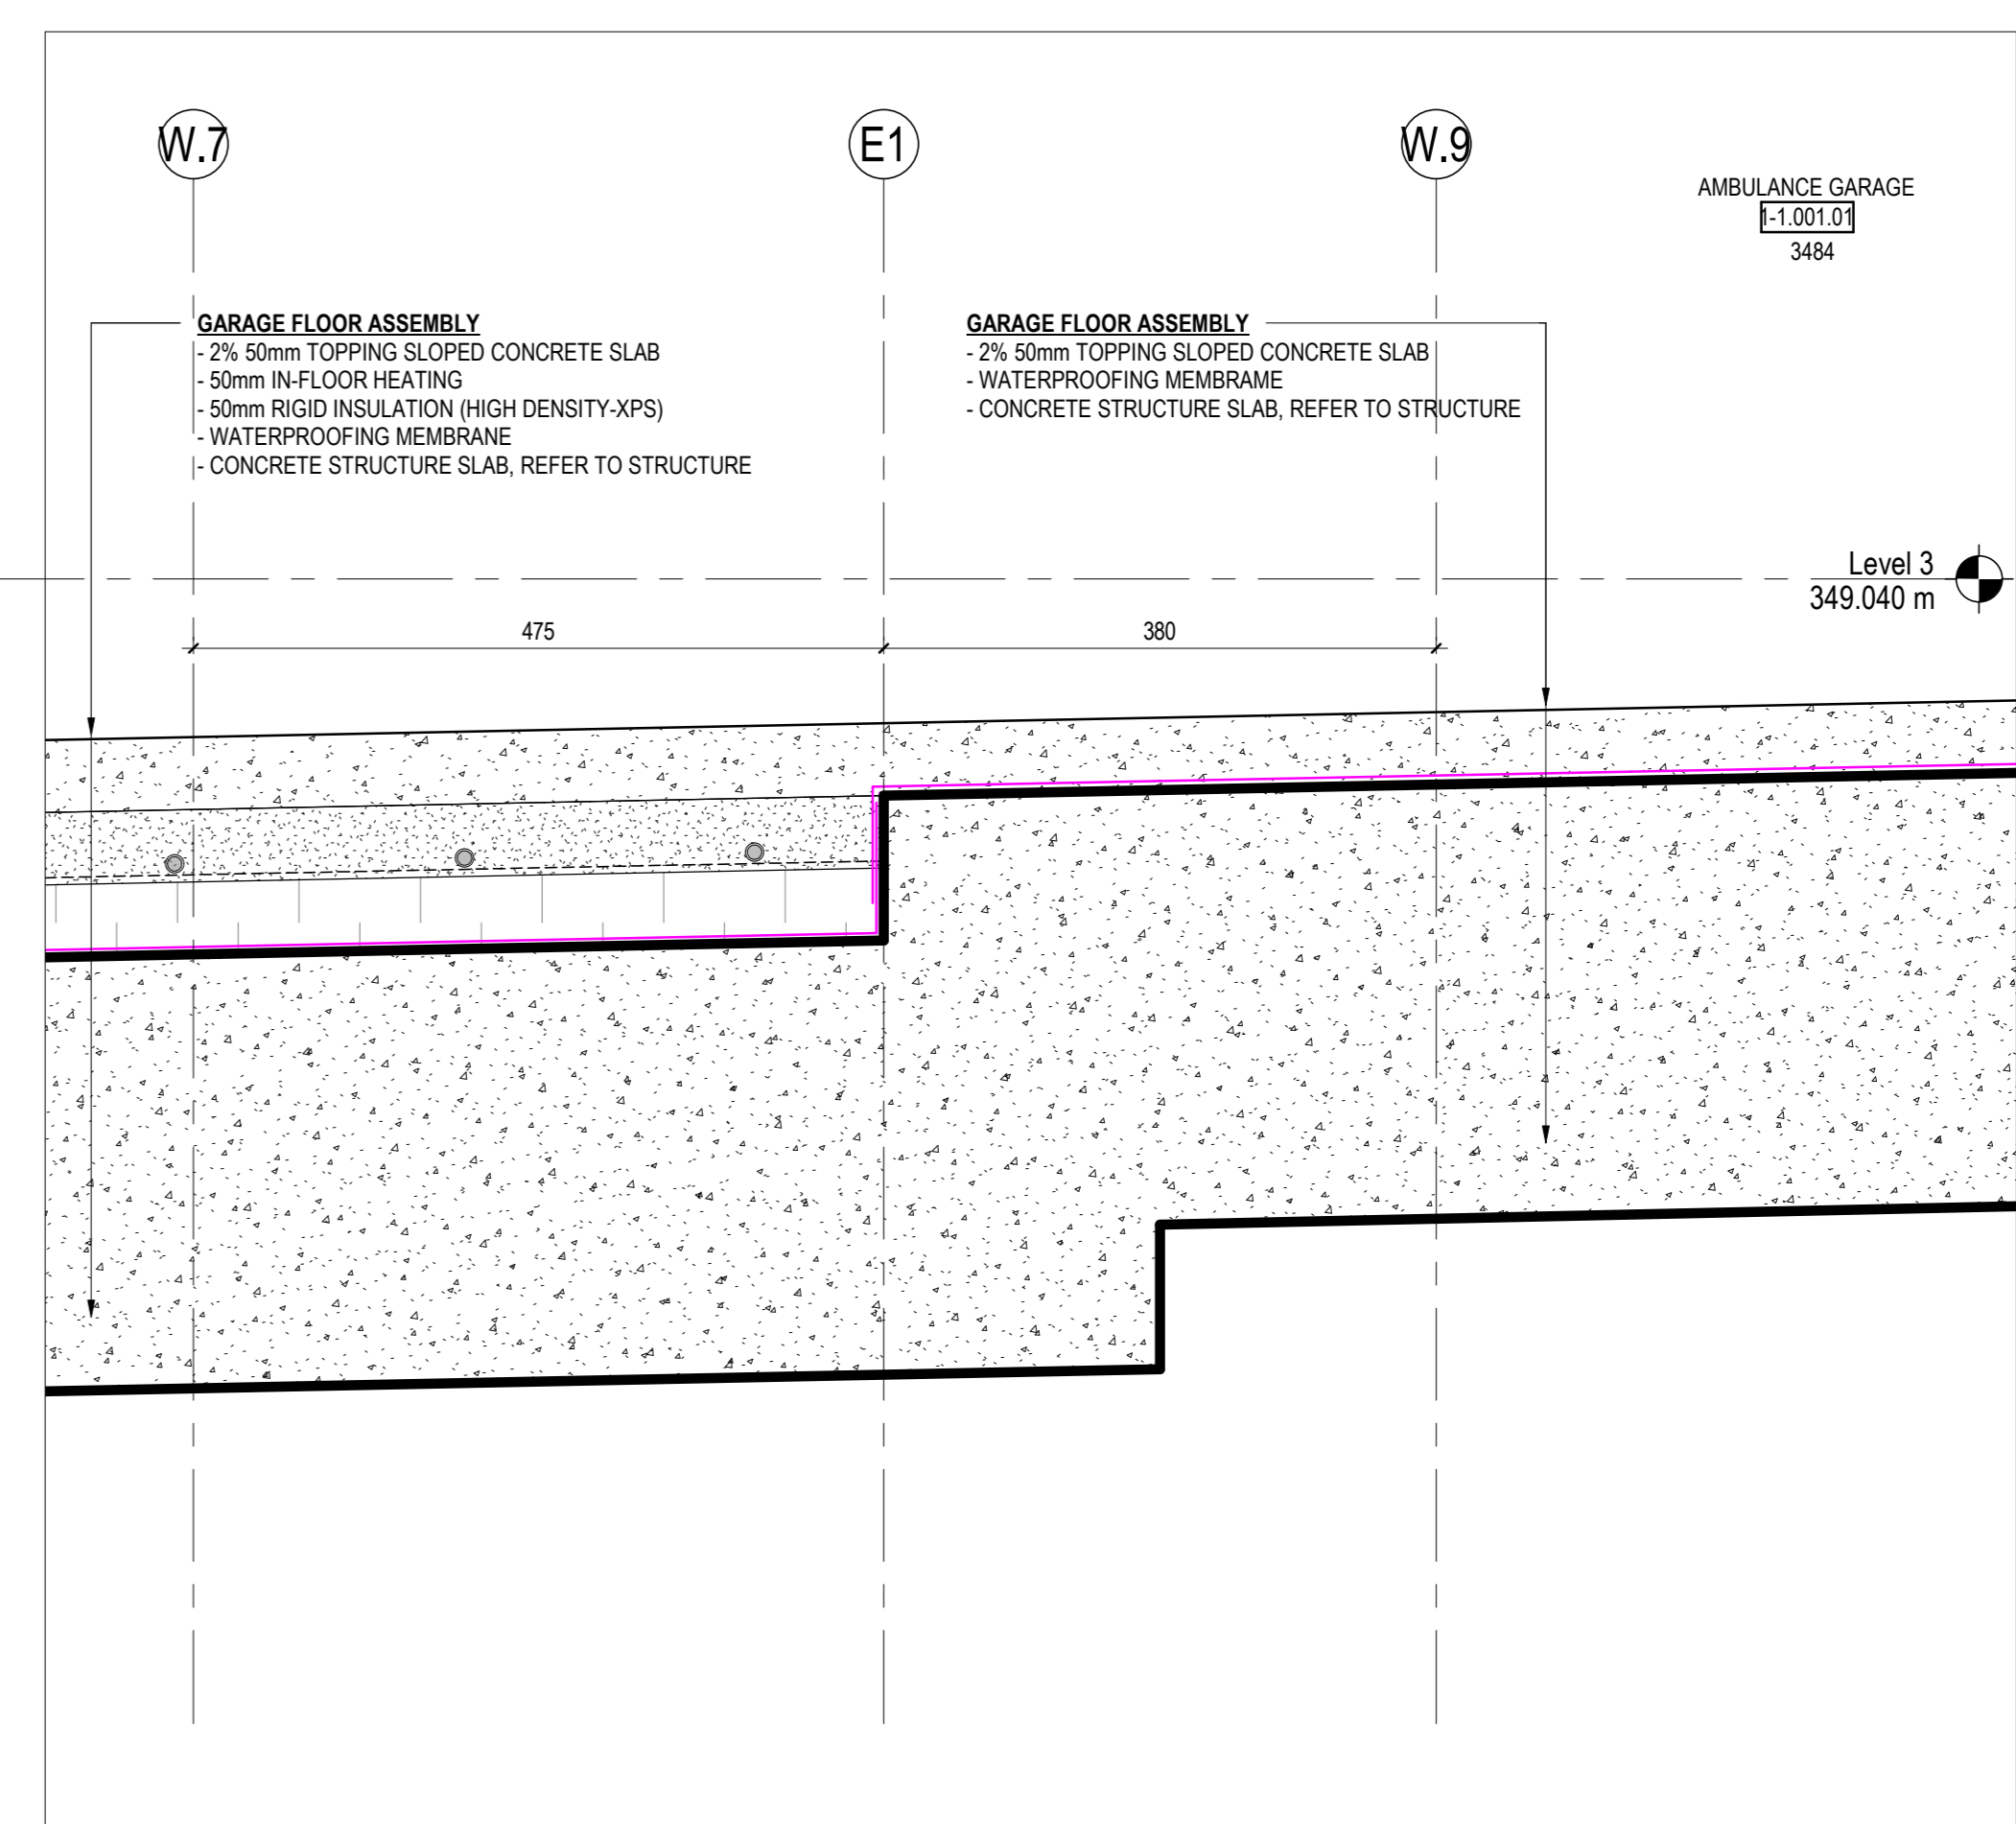 W.7
E1
W.9
AMBULANCE GARAGE
1-1.001.01
3484
GARAGE FLOOR ASSEMBLY
- 2% 50mm TOPPING SLOPED CONCRETE SLAB
- 50mm IN-FLOOR HEATING
- 50mm RIGID INSULATION (HIGH DENSITY-XPS)
- WATERPROOFING MEMBRANE
- CONCRETE STRUCTURE SLAB, REFER TO STRUCTURE
GARAGE FLOOR ASSEMBLY
- 2% 50mm TOPPING SLOPED CONCRETE SLAB
- WATERPROOFING MEMBRAME
- CONCRETE STRUCTURE SLAB, REFER TO STRUCTURE
Level 3
349.040 m
475
380